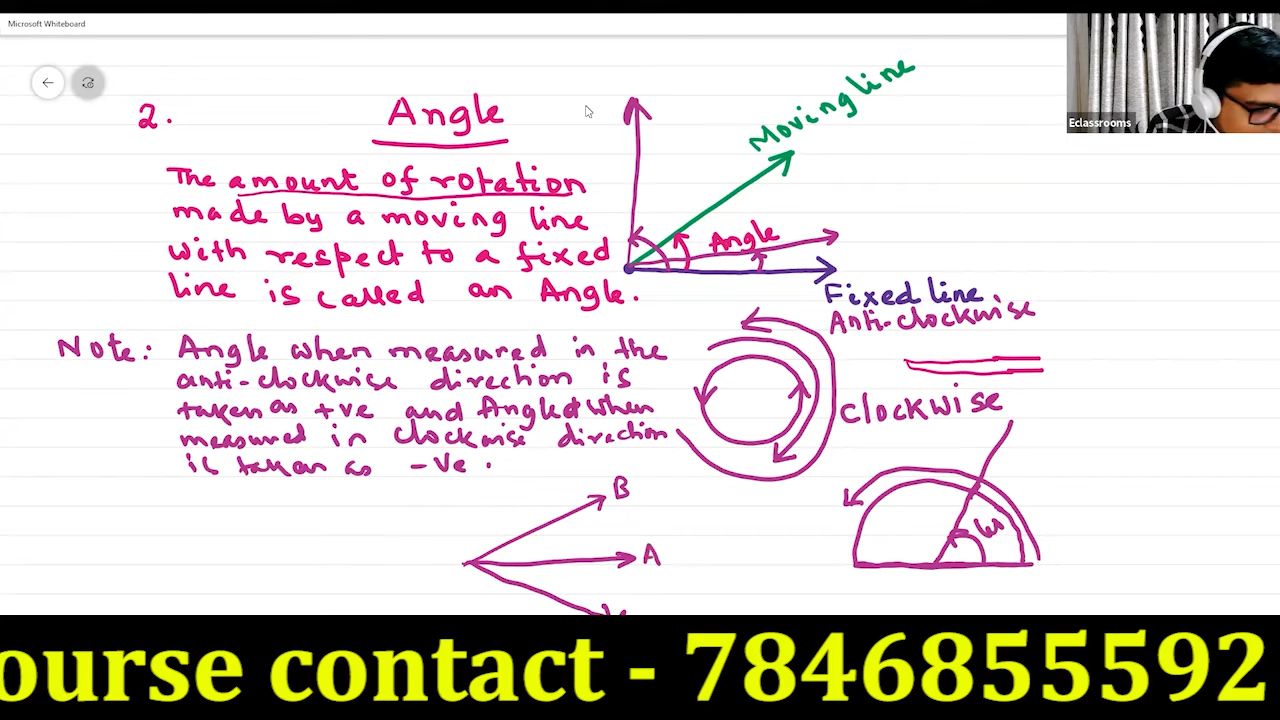 Microsoft Whiteboard
Eclassrooms
2.
Angle
Moving line
The amount of rotation
made by a moving line
with respect to a fixed
line is called an Angle.
Angle
Fixed line
Anti-clockwise
Note: Angle when measured in the
anti-clockwise direction is
taken as +ve and Angle when
measured in clockwise direction
is taken as -ve.
clockwise
60
B
A
ourse contact - 7846855592